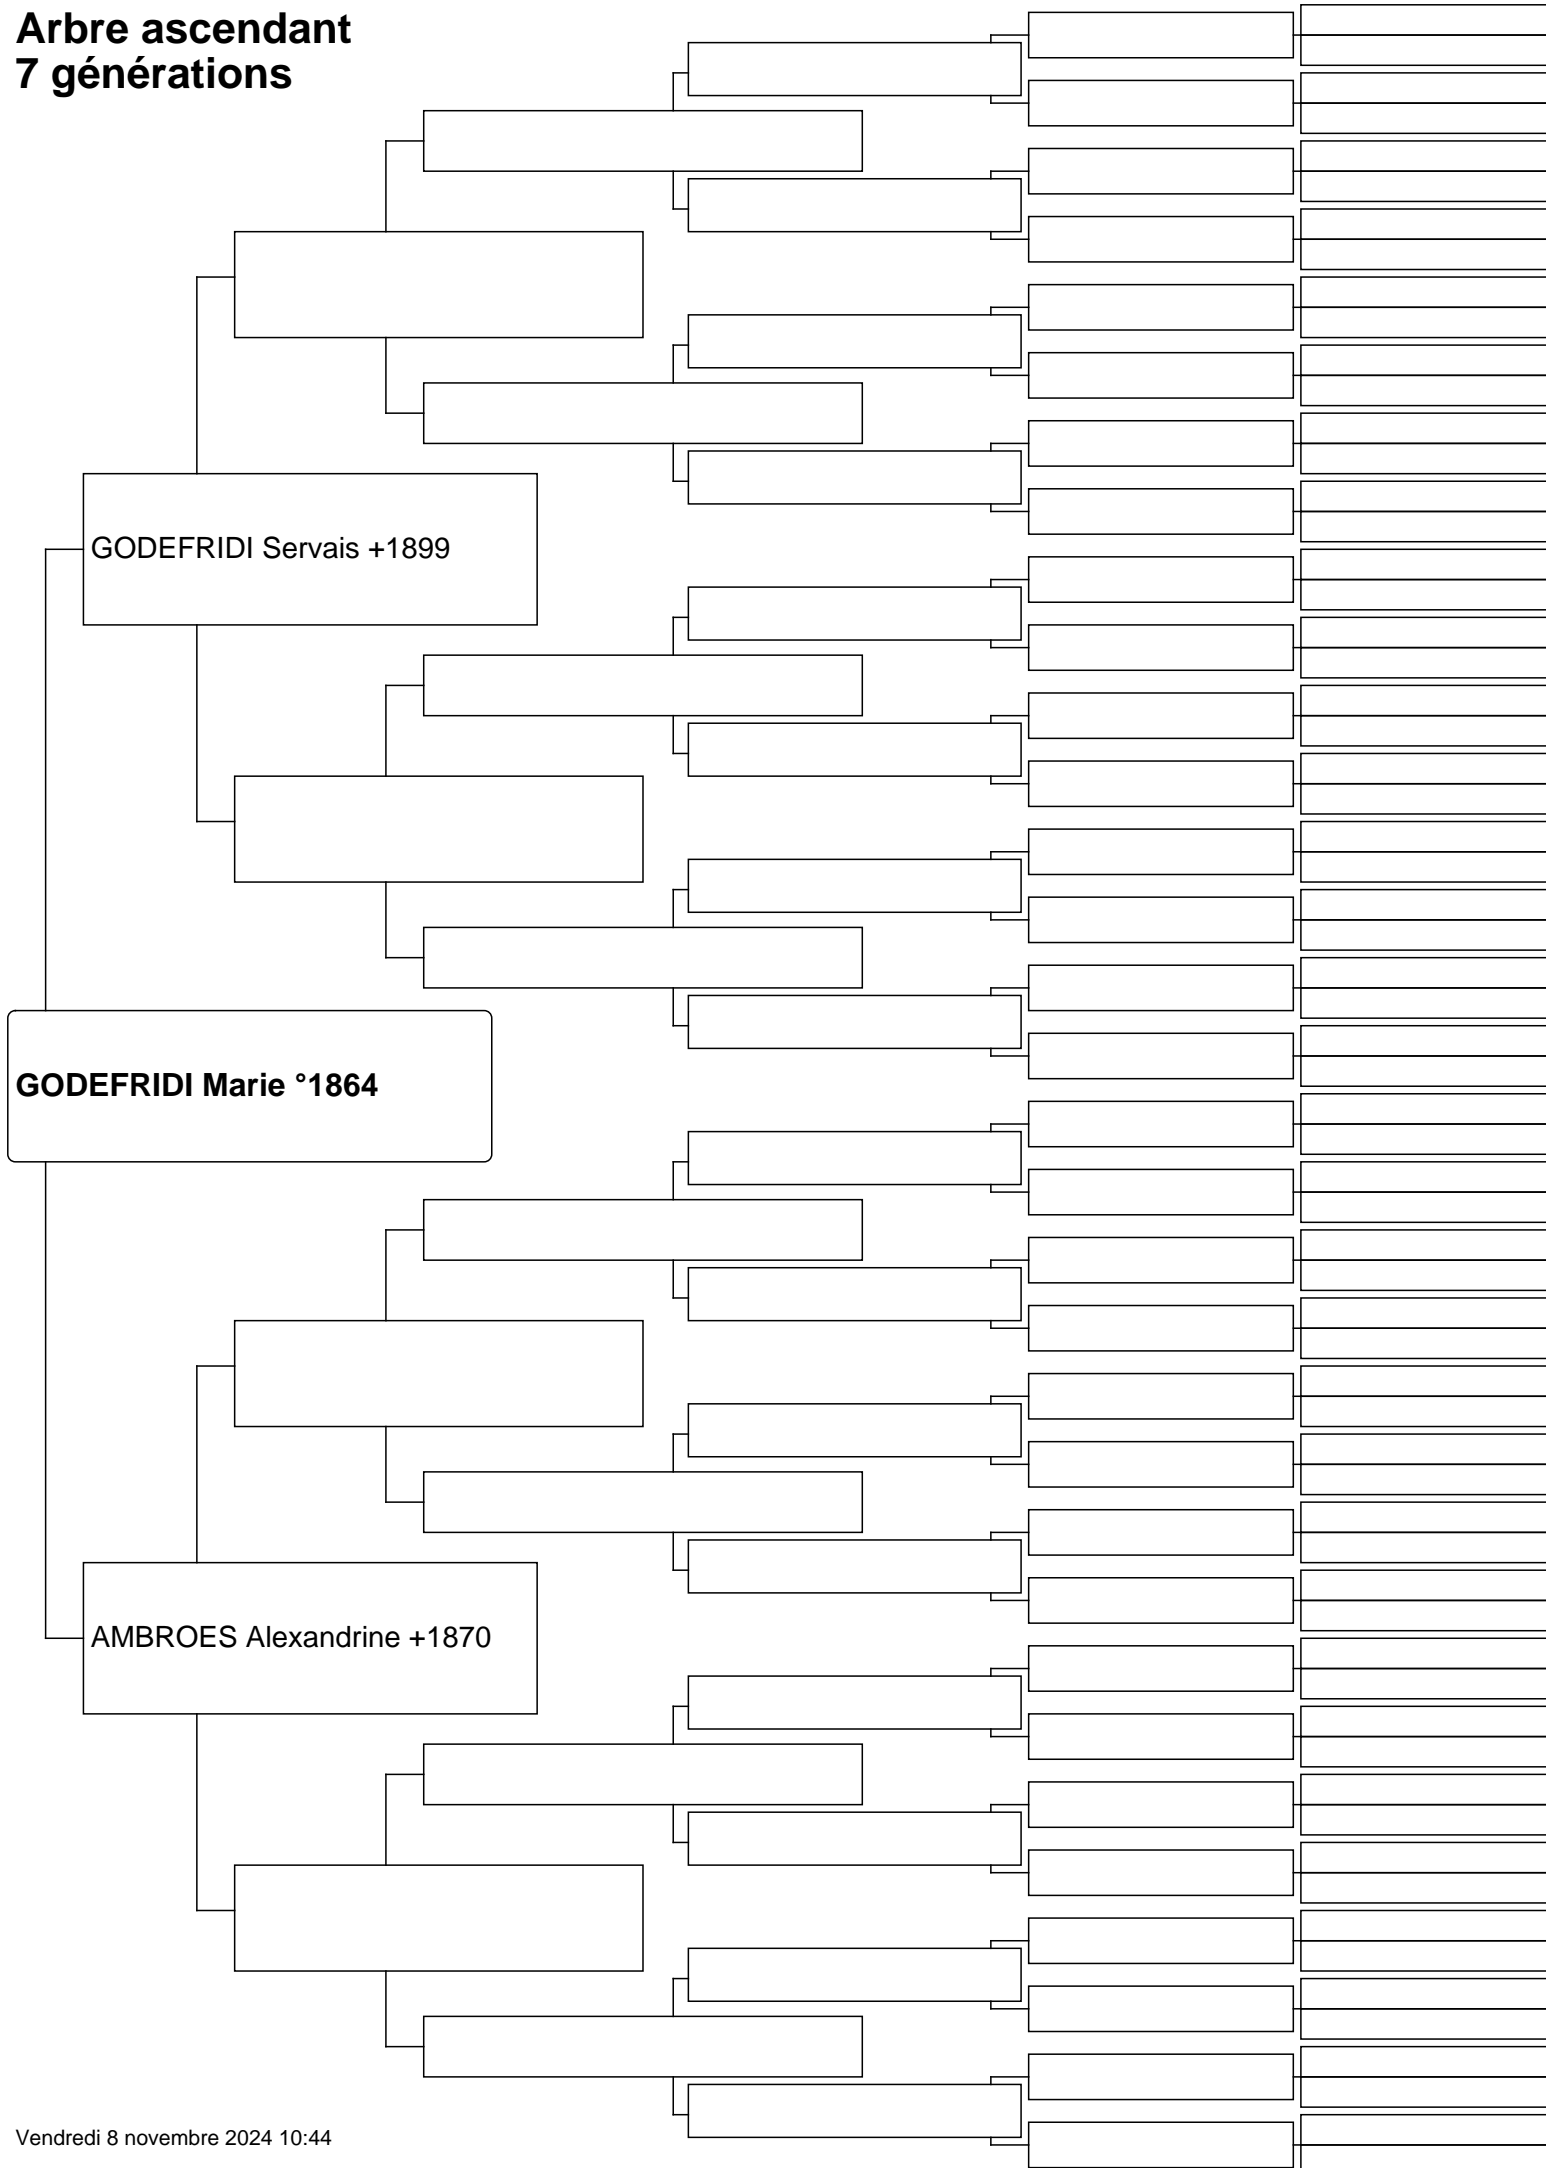 Arbre ascendant
7 générations
GODEFRIDI Servais +1899
GODEFRIDI Marie °1864
AMBROES Alexandrine +1870
Vendredi 8 novembre 2024 10:44